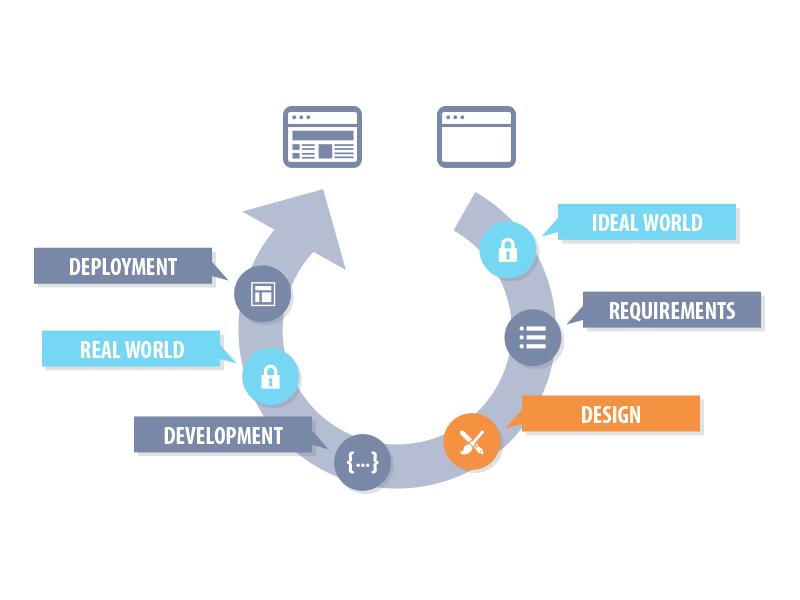 IDEAL WORLD
REQUIREMENTS
DESIGN
DEVELOPMENT
REAL WORLD
DEPLOYMENT
{...}